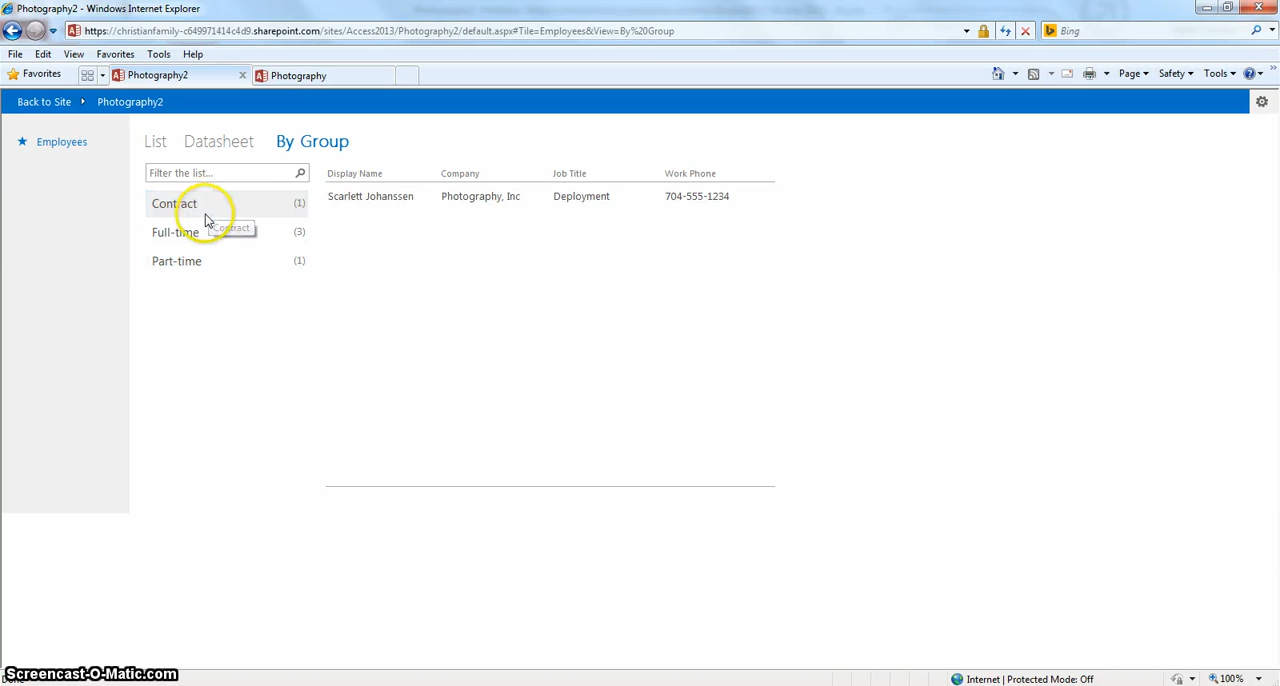 Photography2 - Windows Internet Explorer
https://christianfamily-c649971414c4d9.sharepoint.com/sites/Access2013/Photography2/default.aspx#Tile=Employees&View=By%20Group
Bing
File Edit View Favorites Tools Help
Favorites Photography2 Photography Page Safety Tools
Back to Site Photography2
Employees
List Datasheet By Group
Filter the list...
Display Name Company Job Title Work Phone
Scarlett Johanssen Photography, Inc Deployment 704-555-1234
Contract (1)
Contract
Full-time (3)
Part-time (1)
Screencast-O-Matic.com
Internet | Protected Mode: Off 100%